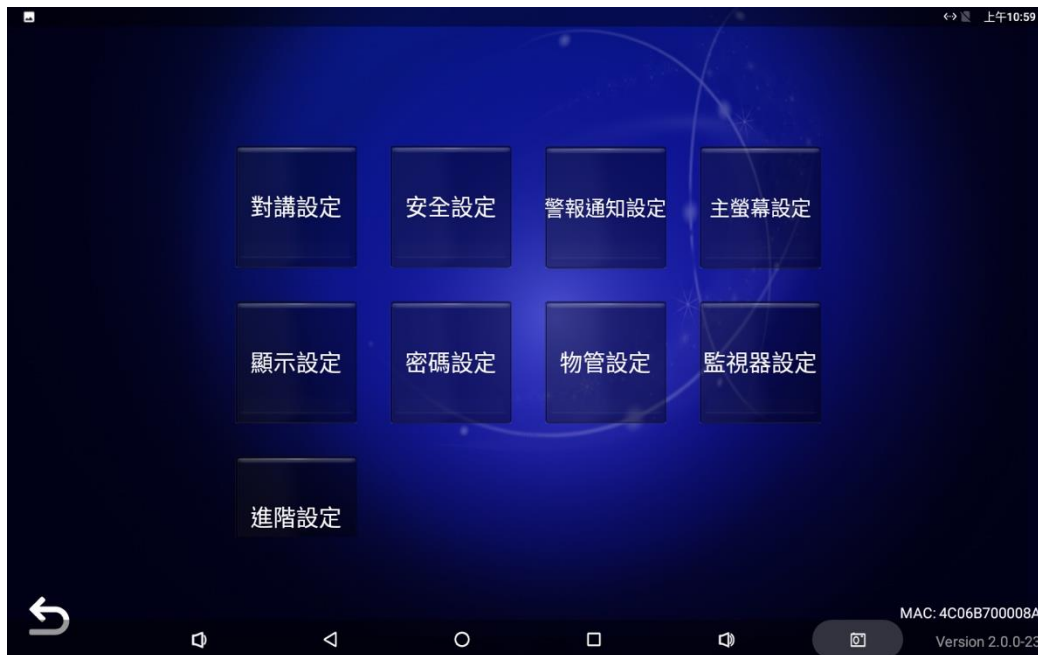 上午10:59
對講設定 安全設定 警報通知設定 主螢幕設定
顯示設定 密碼設定 物管設定 監視器設定
進階設定
MAC: 4C06B700008A
Version 2.0.0-23